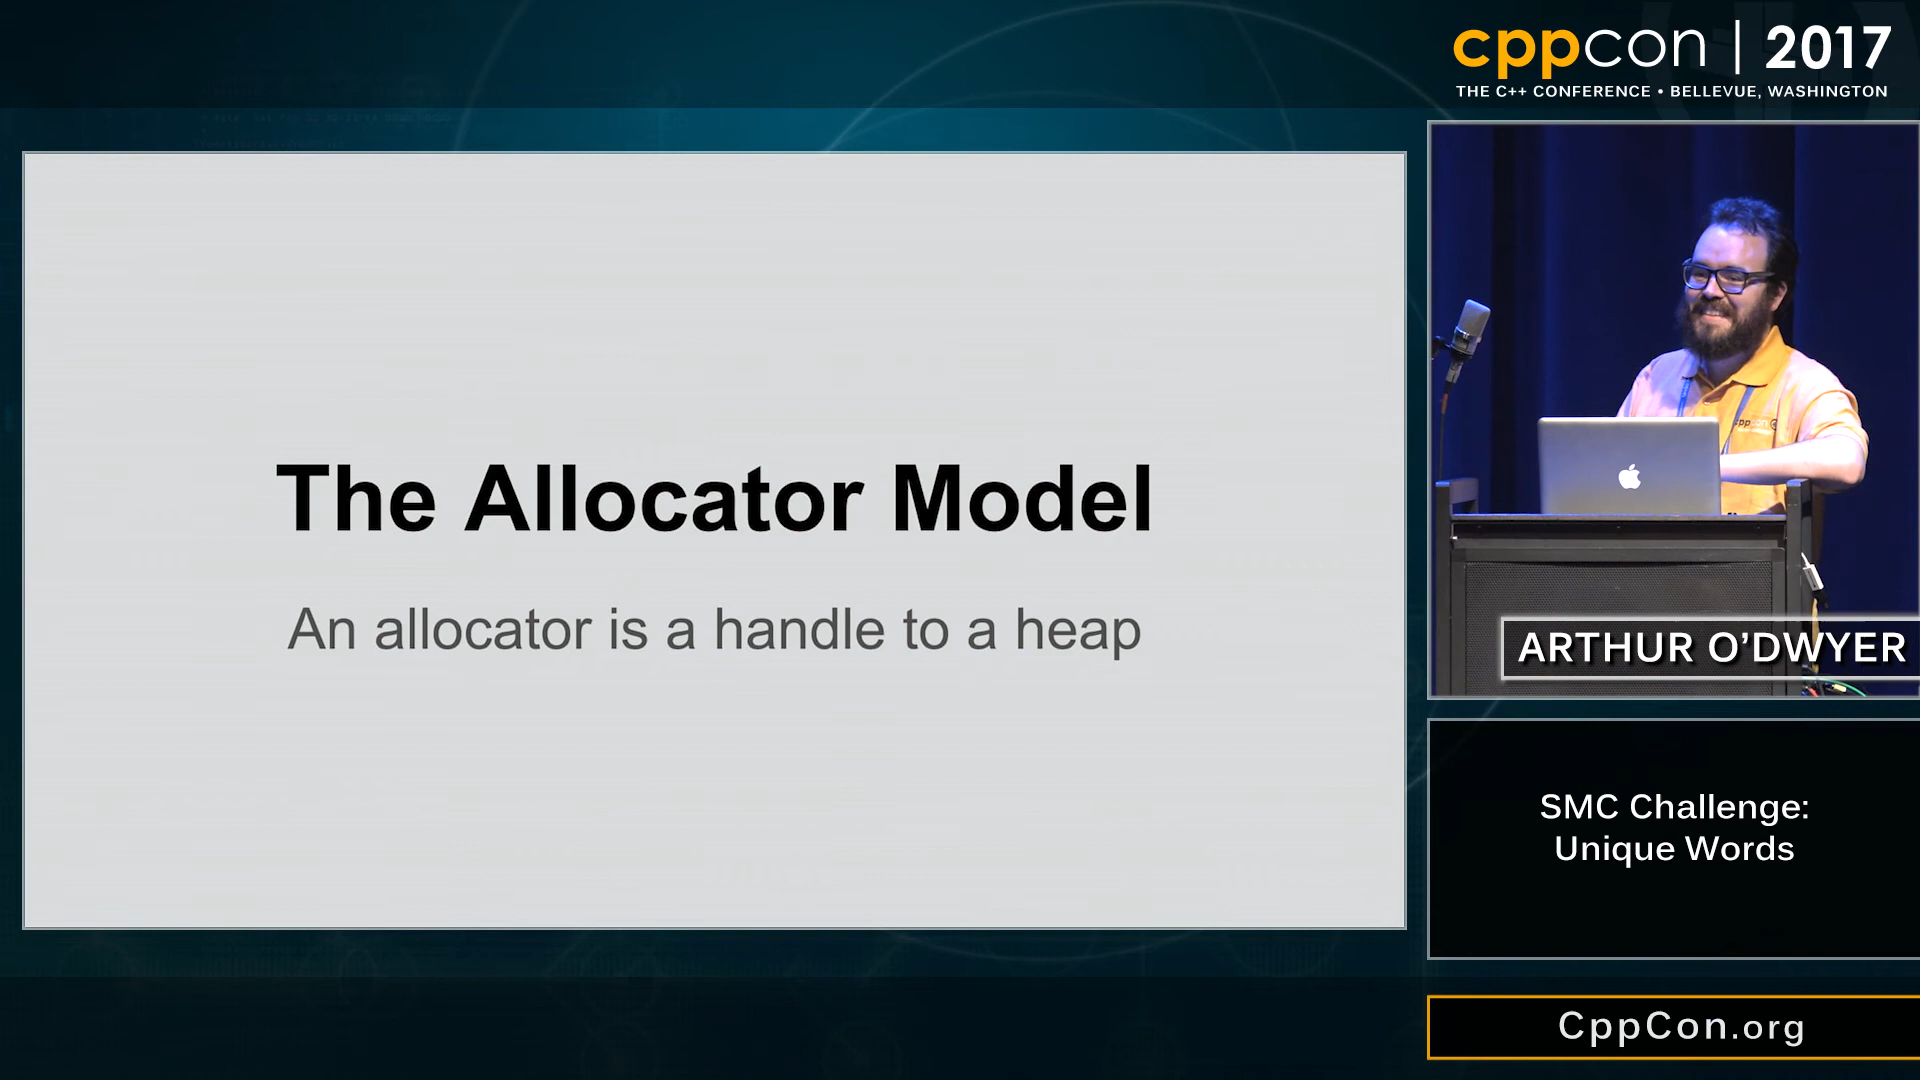 cppcon | 2017
THE C++ CONFERENCE • BELLEVUE, WASHINGTON
The Allocator Model
An allocator is a handle to a heap
cppcon
ARTHUR O'DWYER
SMC Challenge:
Unique Words
CppCon.org